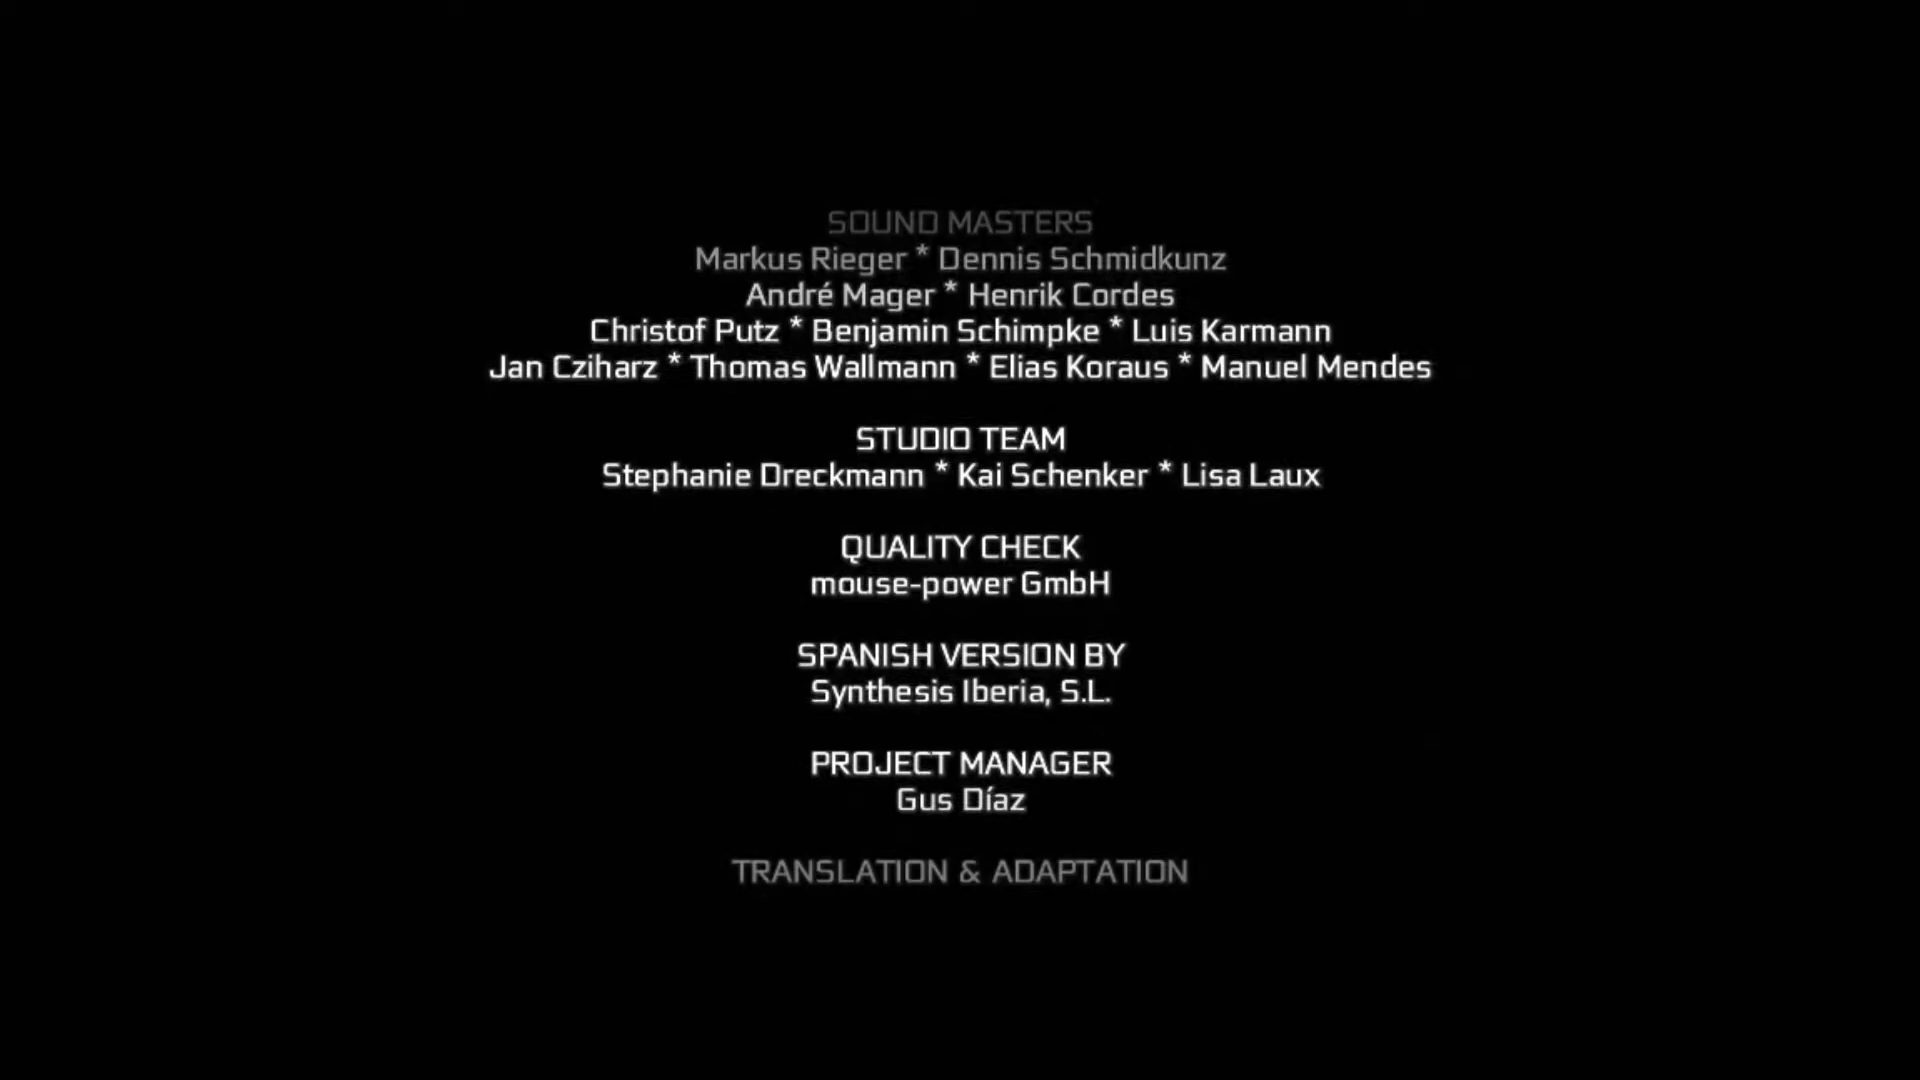 SOUND MASTERS
Markus Rieger * Dennis Schmidkunz
André Mager * Henrik Cordes
Christof Putz * Benjamin Schimpke * Luis Karmann
Jan Cziharz * Thomas Wallmann * Elias Koraus * Manuel Mendes
STUDIO TEAM
Stephanie Dreckmann * Kai Schenker * Lisa Laux
QUALITY CHECK
mouse-power GmbH
SPANISH VERSION BY
Synthesis Iberia, S.L.
PROJECT MANAGER
Gus Díaz
TRANSLATION & ADAPTATION